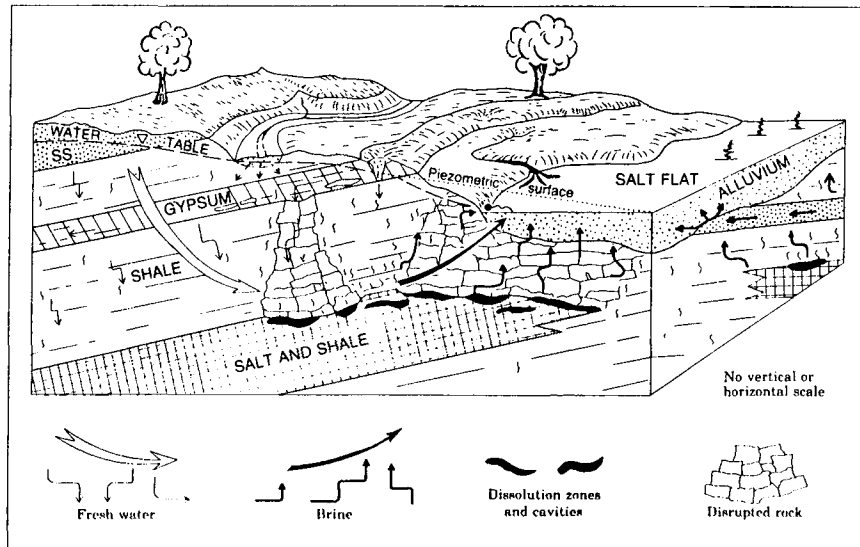 WATER
TABLE
SS
GYPSUM
SHALE
SALT AND SHALE
Piezometric
surface
SALT FLAT
ALLUVIUM
No vertical or
horizontal scale
Fresh water
Brine
Dissolution zones
and cavities
Disrupted rock